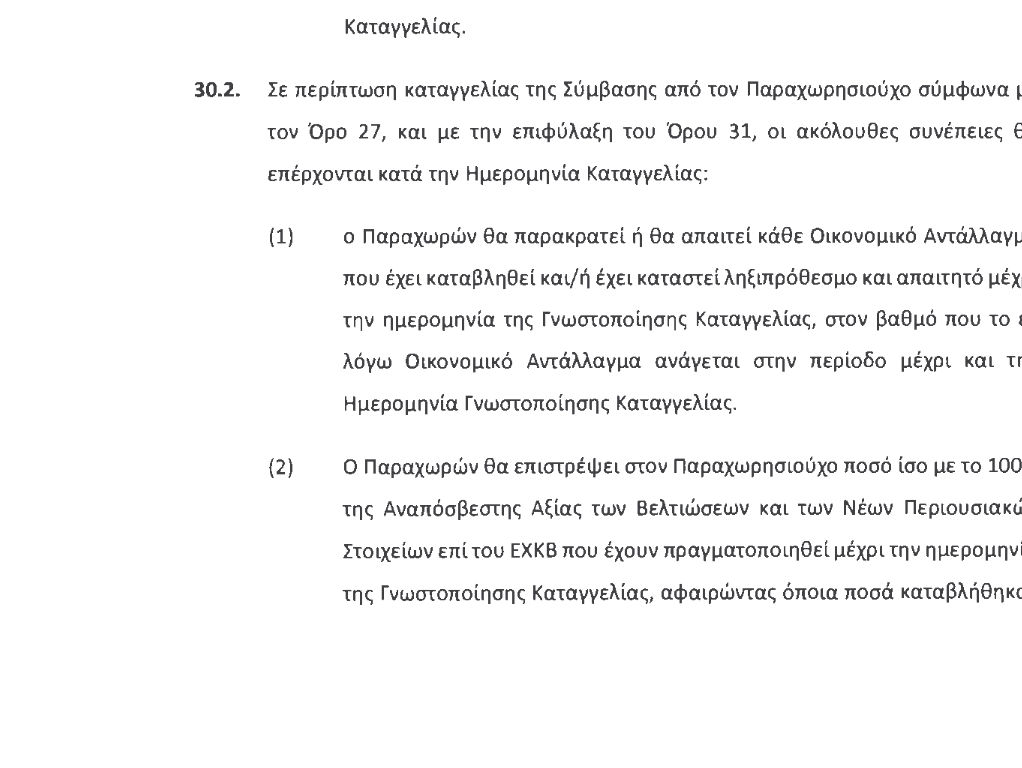 Καταγγελίας.
30.2. Σε περίπτωση καταγγελίας της Σύμβασης από τον Παραχωρησιούχο σύμφωνα
τον Όρο 27, και με την επιφύλαξη του Όρου 31, οι ακόλουθες συνέπειες
επέρχονται κατά την Ημερομηνία Καταγγελίας:
(1) ο Παραχωρών θα παρακρατεί ή θα απαιτεί κάθε Οικονομικό Αντάλλαγμ
που έχει καταβληθεί και/ή έχει καταστεί ληξιπρόθεσμο και απαιτητό μέχ
την ημερομηνία της Γνωστοποίησης Καταγγελίας, στον βαθμό που το
λόγω Οικονομικό Αντάλλαγμα ανάγεται στην περίοδο μέχρι και τ
Ημερομηνία Γνωστοποίησης Καταγγελίας.
(2) Ο Παραχωρών θα επιστρέψει στον Παραχωρησιούχο ποσό ίσο με το 100
της Αναπόσβεστης Αξίας των Βελτιώσεων και των Νέων Περιουσιακώ
Στοιχείων επί του ΕΧΚΒ που έχουν πραγματοποιηθεί μέχρι την ημερομηνί
της Γνωστοποίησης Καταγγελίας, αφαιρώντας όποια ποσά καταβλήθηκα